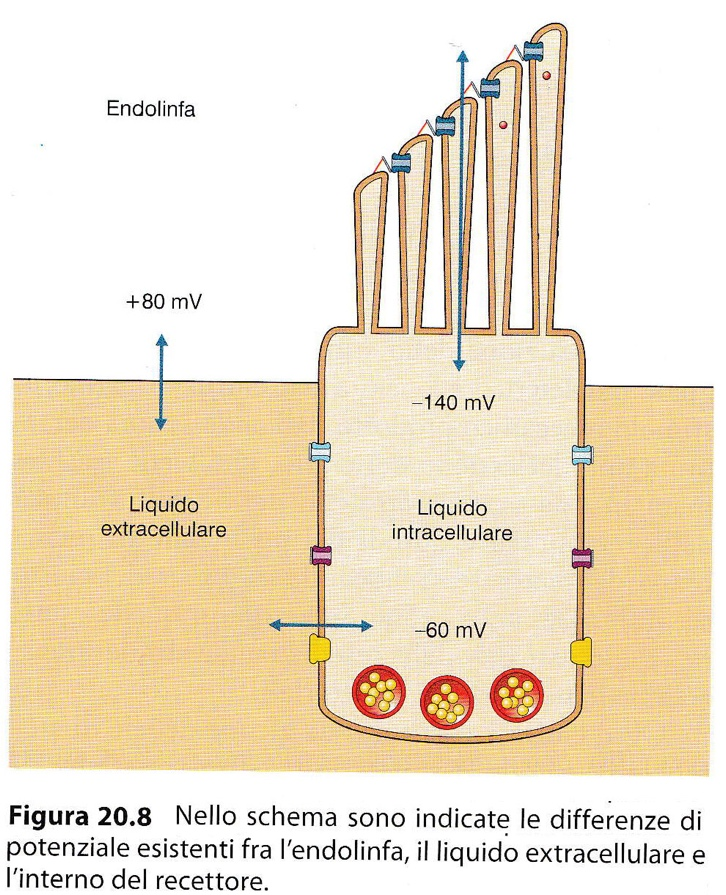 Endolinfa
+80 mV
–140 mV
Liquido
extracellulare
Liquido
intracellulare
–60 mV
Figura 20.8 Nello schema sono indicate le differenze di
potenziale esistenti fra l'endolinfa, il liquido extracellulare e
l'interno del recettore.